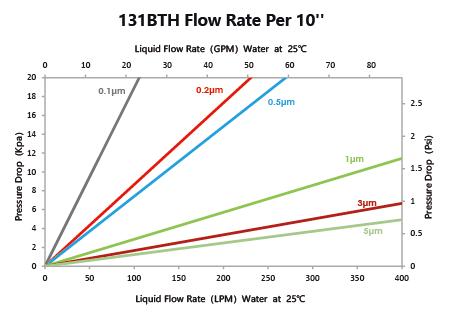 131BTH Flow Rate Per 10''
Liquid Flow Rate (GPM) Water at 25℃
0 10 20 30 40 50 60 70 80
20
18
16
14
12
10
8
6
4
2
0
Pressure Drop (Kpa)
0.1μm
0.2μm
0.5μm
1μm
3μm
5μm
2.5
2
1.5
1
0.5
0
Pressure Drop (Psi)
0 50 100 150 200 250 300 350 400
Liquid Flow Rate (LPM) Water at 25℃